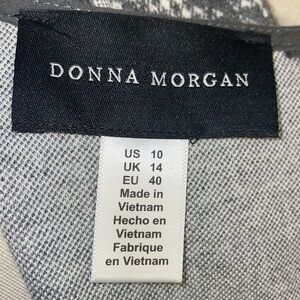 DONNA MORGAN
US 10
UK 14
EU 40
Made in
Vietnam
Hecho en
Vietnam
Fabrique
en Vietnam